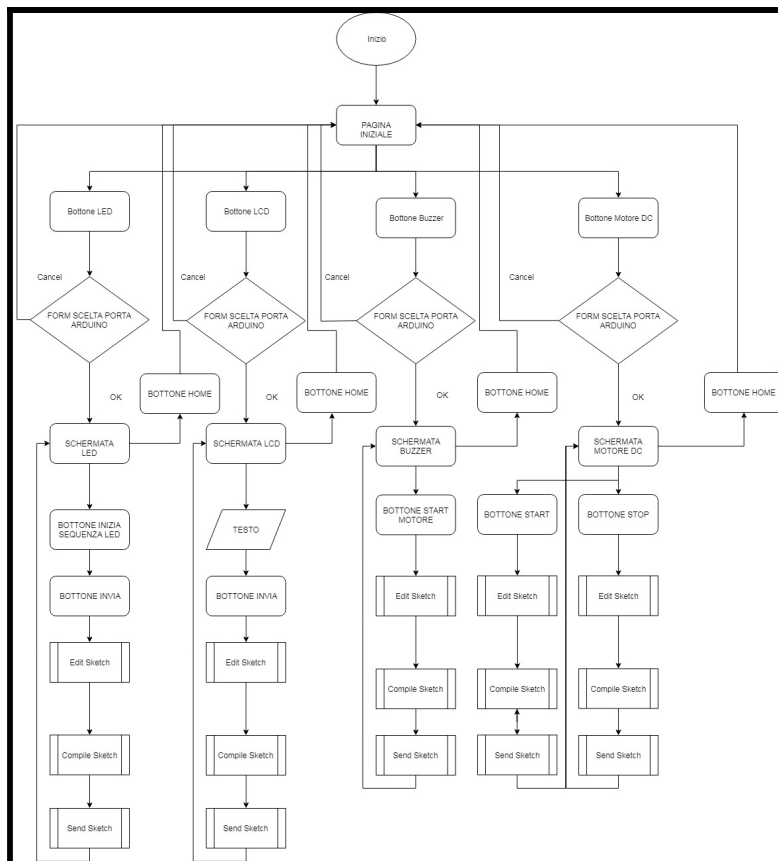 Inizio
PAGINA
INIZIALE
Bottone LED
Bottone LCD
Bottone Buzzer
Bottone Motore DC
Cancel
Cancel
Cancel
Cancel
FORM SCELTA PORTA
ARDUINO
FORM SCELTA PORTA
ARDUINO
FORM SCELTA PORTA
ARDUINO
FORM SCELTA PORTA
ARDUINO
OK
BOTTONE HOME
OK
BOTTONE HOME
OK
BOTTONE HOME
OK
BOTTONE HOME
SCHERMATA
LED
SCHERMATA LCD
SCHERMATA
BUZZER
SCHERMATA
MOTORE DC
BOTTONE INIZIA
SEQUENZA LED
TESTO
BOTTONE START
MOTORE
BOTTONE START
BOTTONE STOP
BOTTONE INVIA
BOTTONE INVIA
Edit Sketch
Edit Sketch
Edit Sketch
Edit Sketch
Edit Sketch
Compile Sketch
Compile Sketch
Compile Sketch
Compile Sketch
Compile Sketch
Send Sketch
Send Sketch
Send Sketch
Send Sketch
Send Sketch